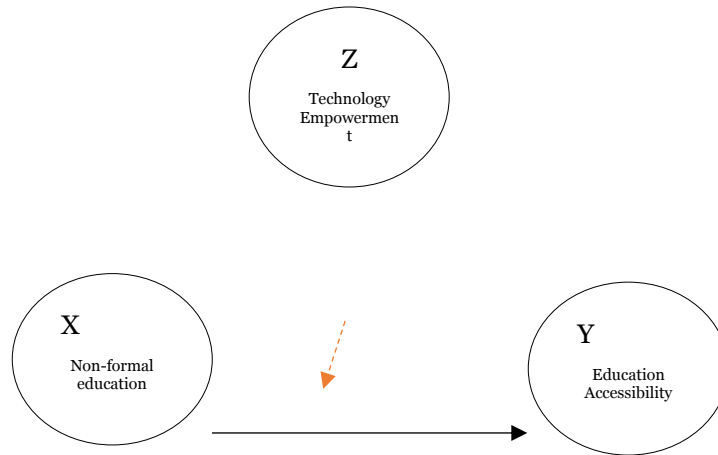 Z
Technology
Empowermen
t
X
Non-formal
education
Y
Education
Accessibility